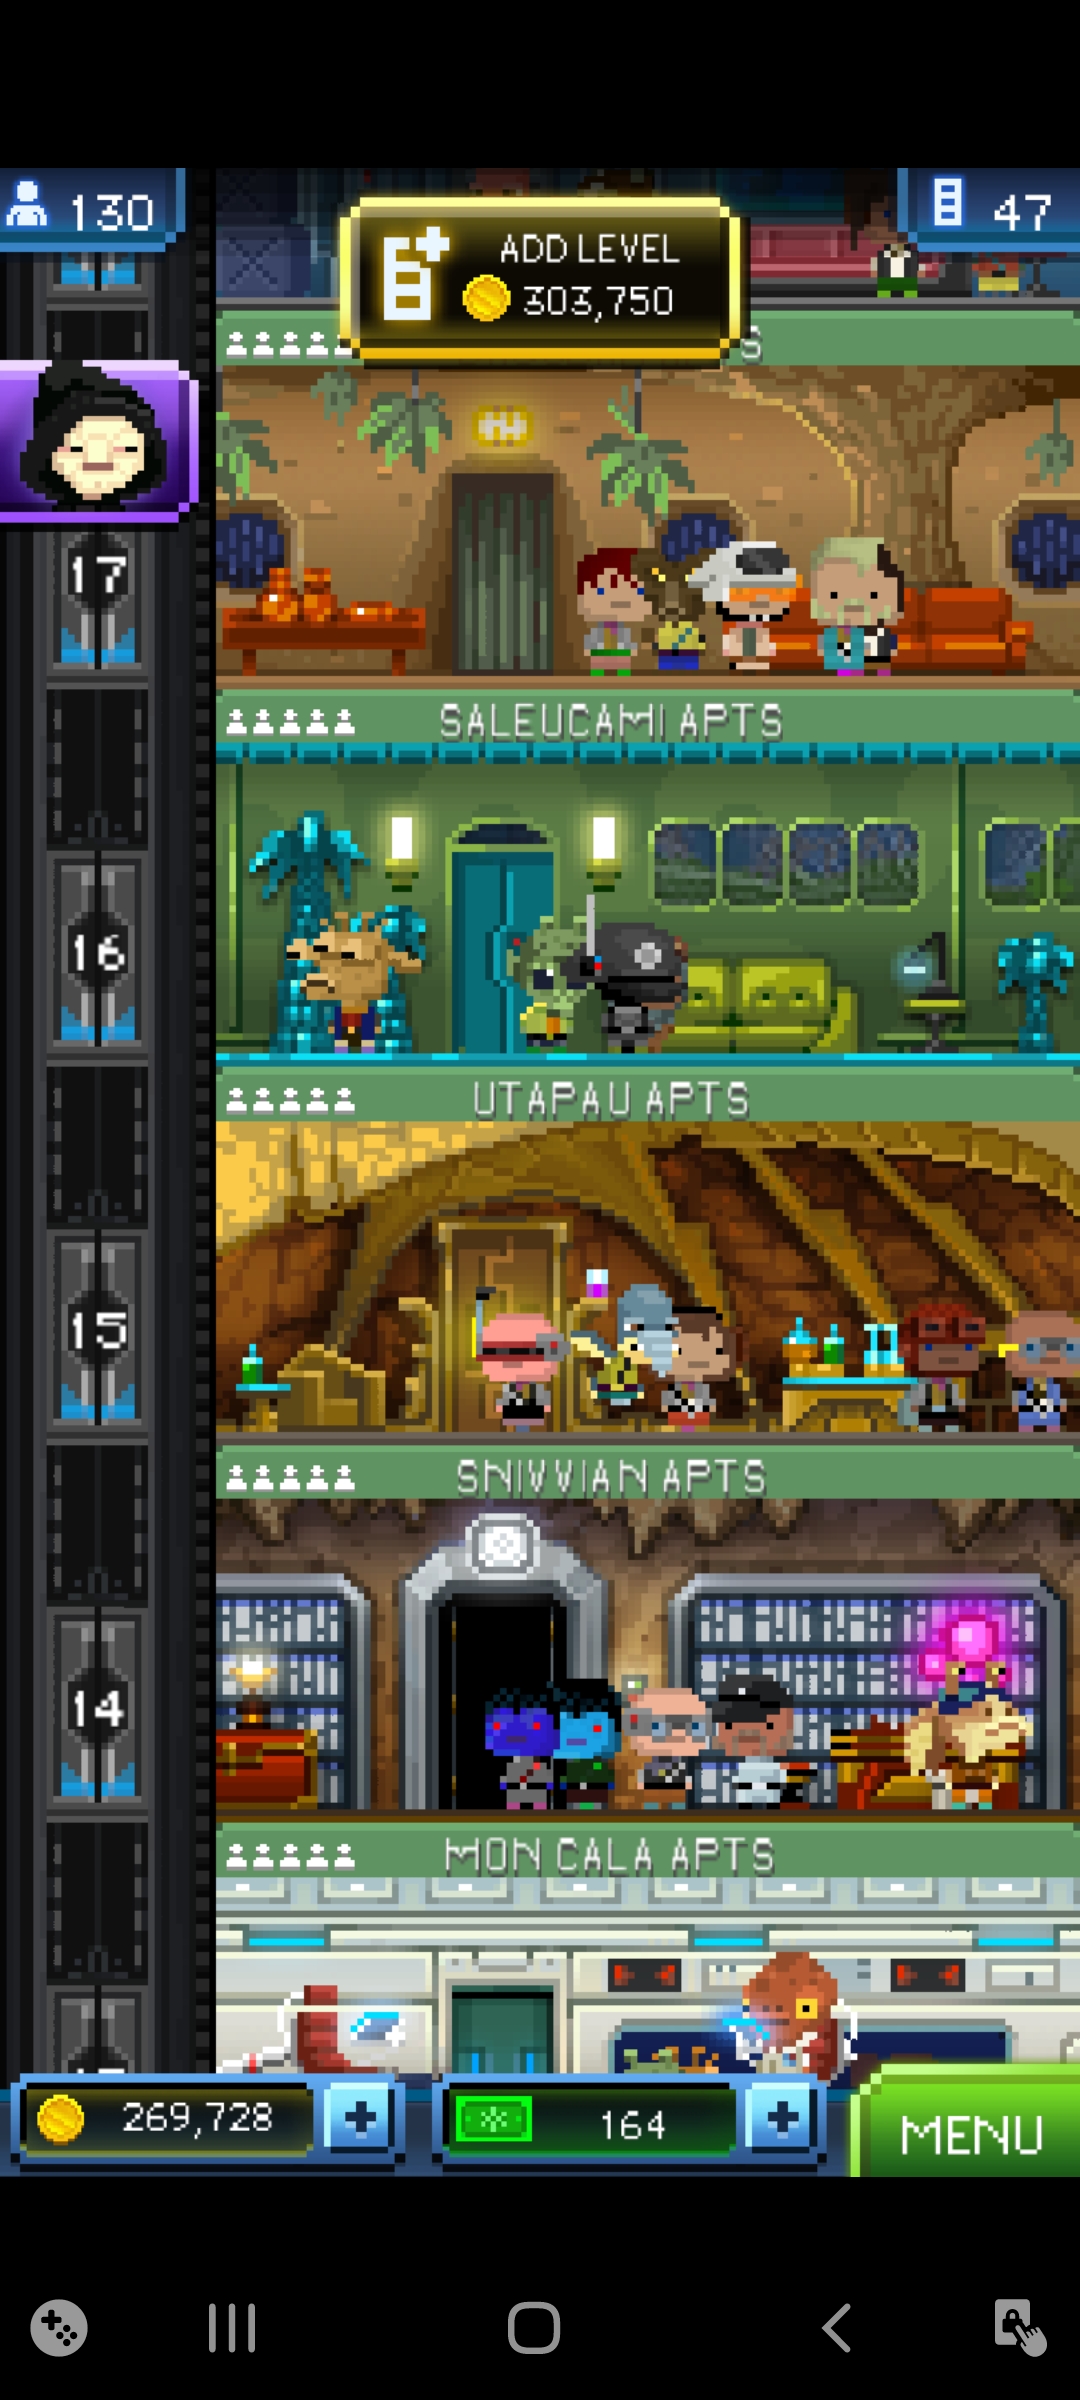 130
ADD LEVEL
303,750
47
S
17
SALEUCAMI APTS
16
UTAPAU APTS
15
SNIVVIAN APTS
14
MON CALA APTS
269,728
164
MENU